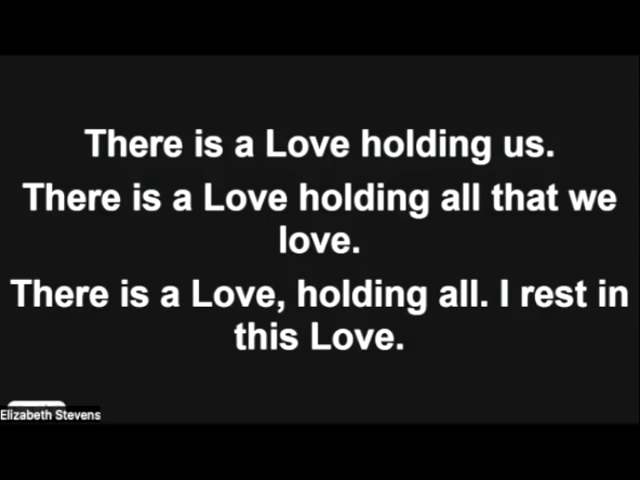 There is a Love holding us.
There is a Love holding all that we
love.
There is a Love, holding all. I rest in
this Love.
Elizabeth Stevens